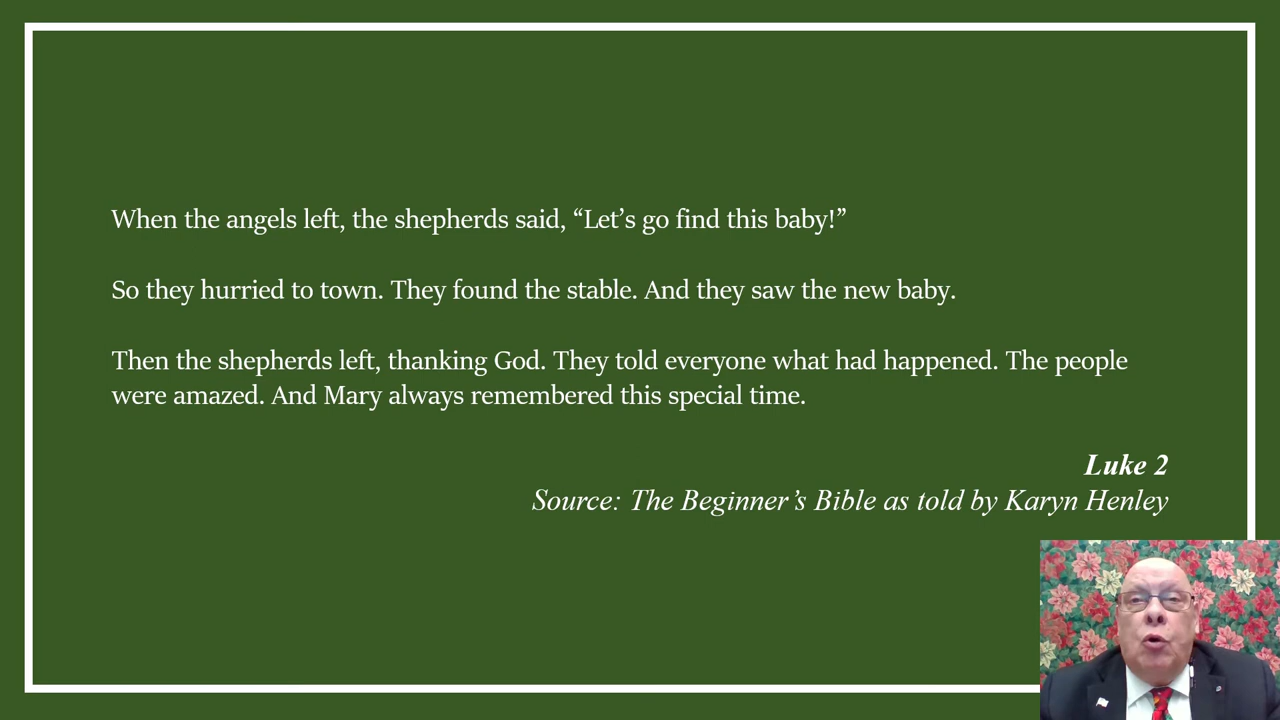 When the angels left, the shepherds said, “Let’s go find this baby!”
So they hurried to town. They found the stable. And they saw the new baby.
Then the shepherds left, thanking God. They told everyone what had happened. The people
were amazed. And Mary always remembered this special time.
Luke 2
Source: The Beginner’s Bible as told by Karyn Henley